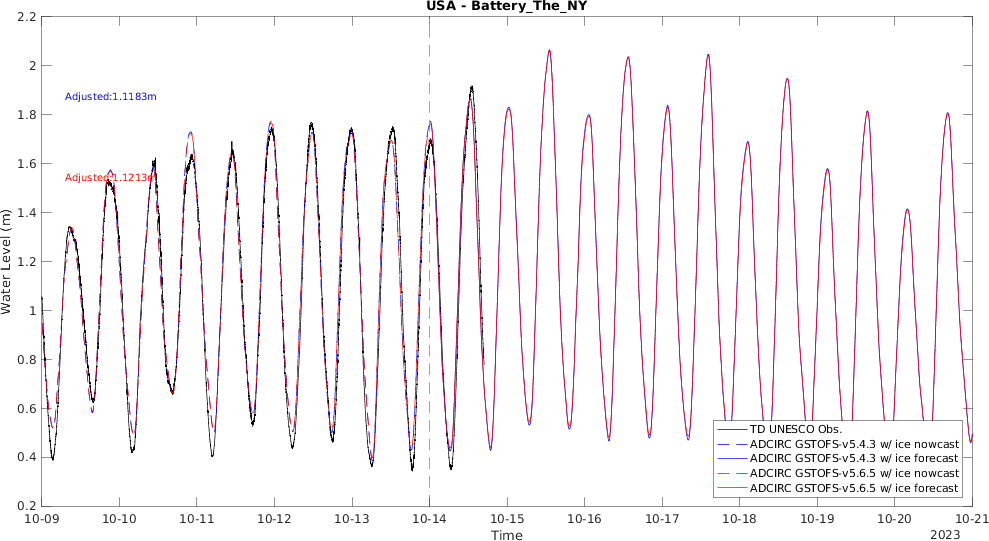 USA - Battery_The_NY
2.2
2
1.8
1.6
1.4
1.2
1
0.8
0.6
0.4
0.2
Water Level (m)
Adjusted:1.1183m
Adjusted:1.1213m
TD UNESCO Obs.
ADCIRC GSTOFS-v5.4.3 w/ ice nowcast
ADCIRC GSTOFS-v5.4.3 w/ ice forecast
ADCIRC GSTOFS-v5.6.5 w/ ice nowcast
ADCIRC GSTOFS-v5.6.5 w/ ice forecast
10-09 10-10 10-11 10-12 10-13 10-14 10-15 10-16 10-17 10-18 10-19 10-20 10-21
Time
2023